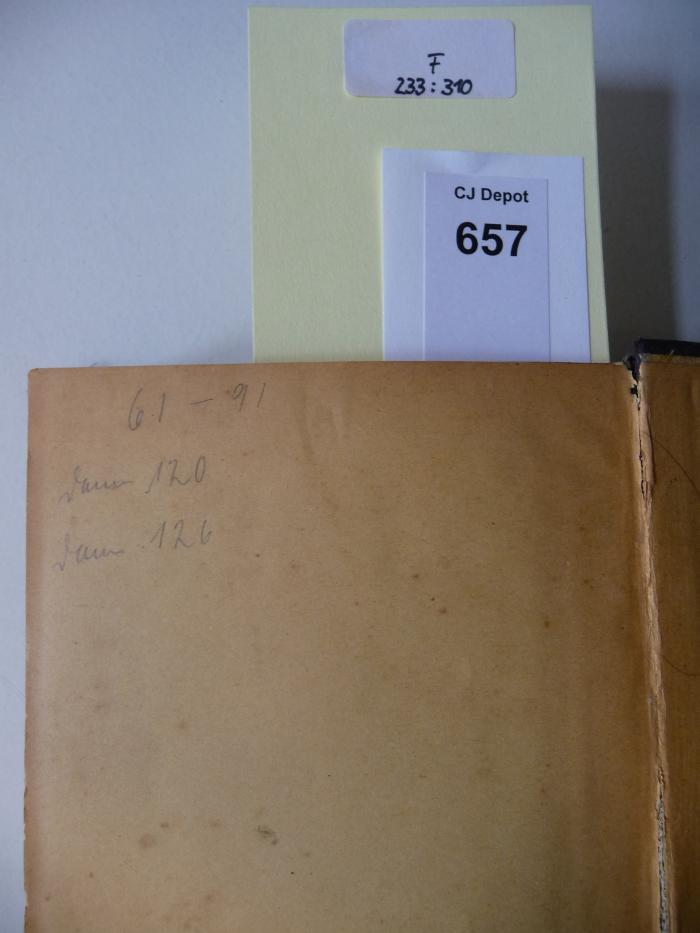 F
233:310
CJ Depot
657
61 - 91
dann 120
dann 126